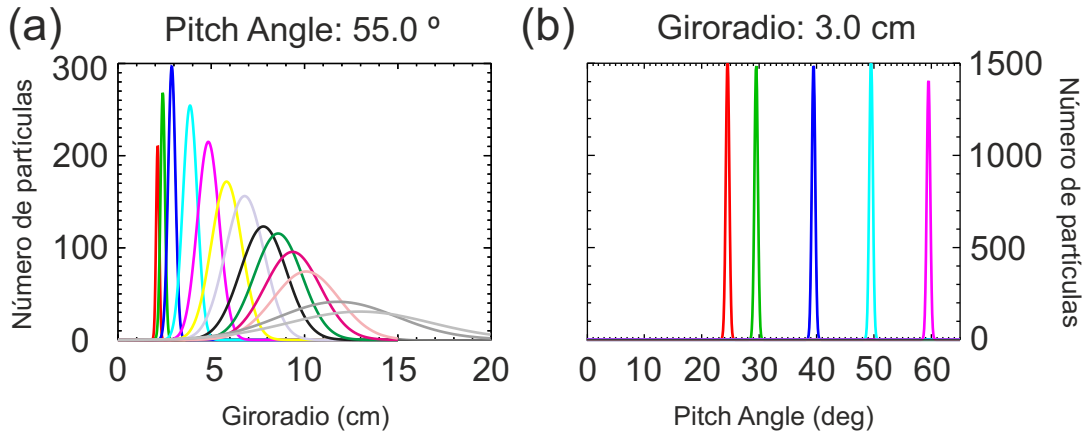 (a)
Pitch Angle: 55.0 º
300
200
100
0
Número de partículas
0 5 10 15 20
Giroradio (cm)
(b)
Giroradio: 3.0 cm
1500
1000
500
0
Número de partículas
0 10 20 30 40 50 60
Pitch Angle (deg)